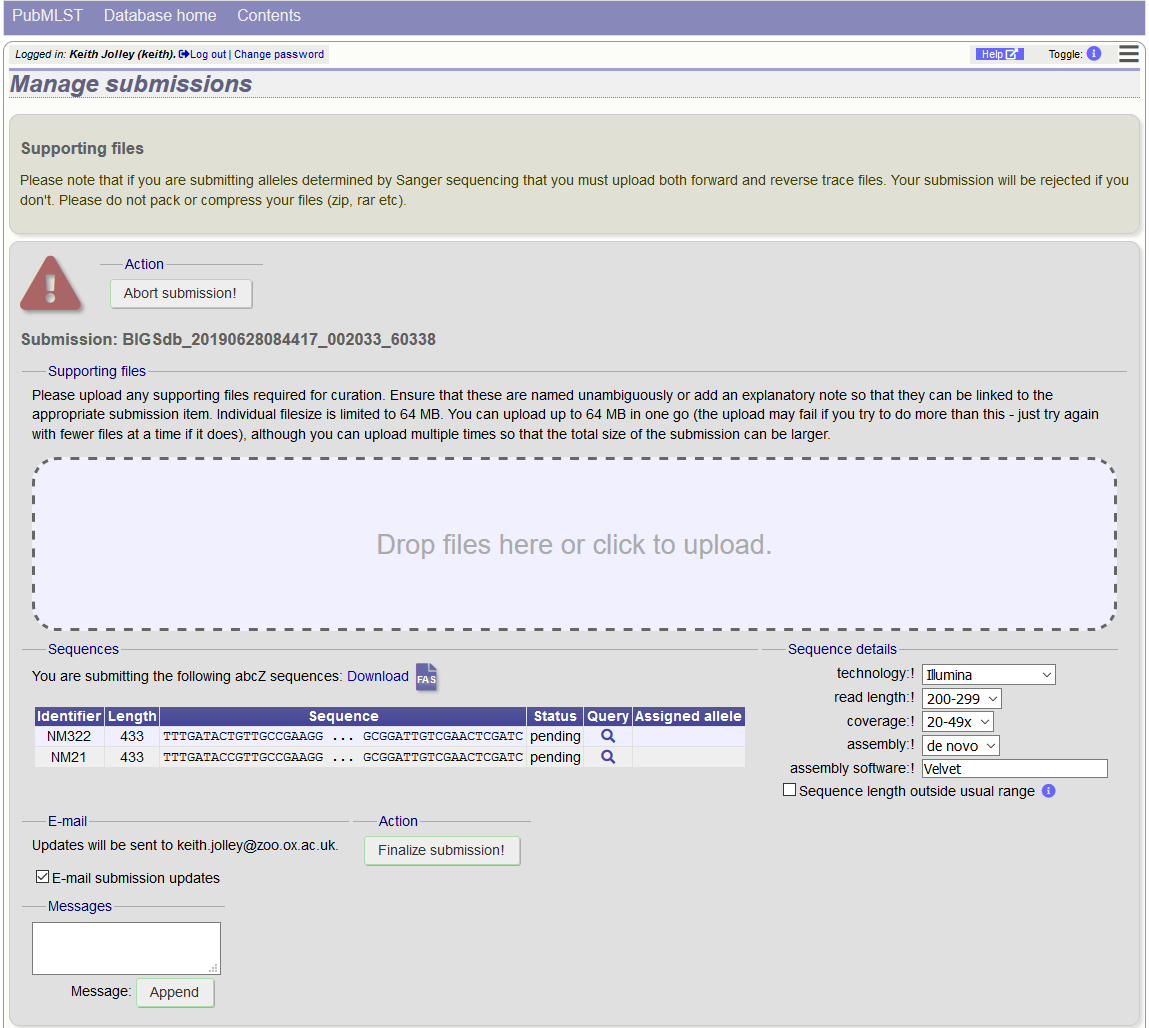 PubMLST Database home Contents
Logged in: Keith Jolley (keith). Log out | Change password Help Toggle:
Manage submissions
Supporting files
Please note that if you are submitting alleles determined by Sanger sequencing that you must upload both forward and reverse trace files. Your submission will be rejected if you
don't. Please do not pack or compress your files (zip, rar etc).
Action
Abort submission!
Submission: BIGSdb_20190628084417_002033_60338
Supporting files
Please upload any supporting files required for curation. Ensure that these are named unambiguously or add an explanatory note so that they can be linked to the
appropriate submission item. Individual filesize is limited to 64 MB. You can upload up to 64 MB in one go (the upload may fail if you try to do more than this - just try again
with fewer files at a time if it does), although you can upload multiple times so that the total size of the submission can be larger.
Drop files here or click to upload.
Sequences
You are submitting the following abcZ sequences: Download FAS
Identifier Length Sequence Status Query Assigned allele
NM322 433 TTTGATACTGTTGCCGAAGG ... GCGGATTGTCGAACTCGATC pending
NM21 433 TTTGATACCGTTGCCGAAGG ... GCGGATTGTCGAACTCGATC pending
Sequence details
technology:! Illumina
read length:! 200-299
coverage:! 20-49x
assembly:! de novo
assembly software:! Velvet
Sequence length outside usual range
E-mail
Updates will be sent to keith.jolley@zoo.ox.ac.uk.
E-mail submission updates
Action
Finalize submission!
Messages
Message: Append